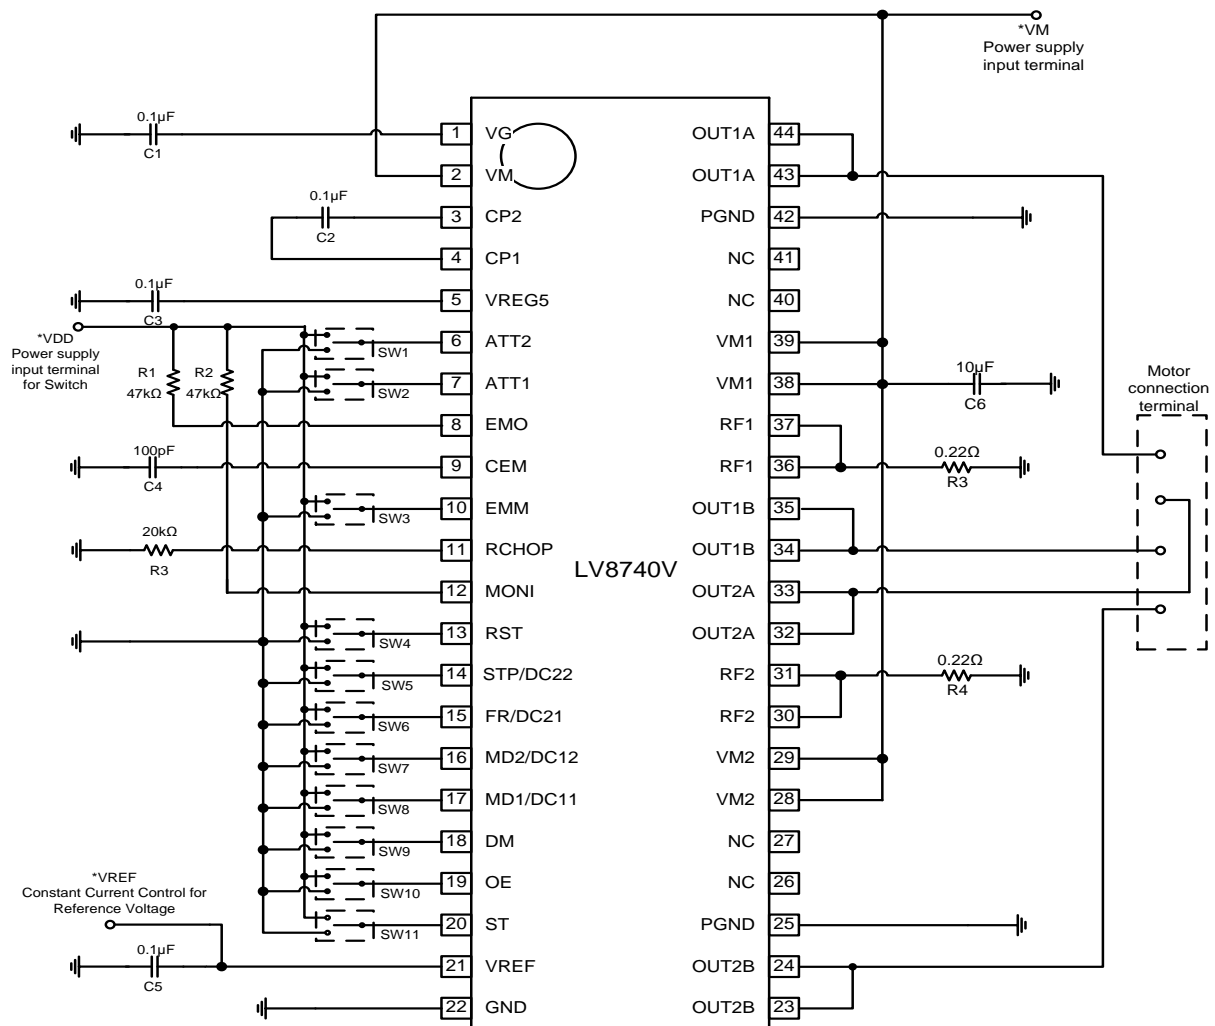 *VM
Power supply
input terminal
0.1µF
C1
1
VG
OUT1A
44
2
VM
OUT1A
43
0.1µF
C2
3
CP2
PGND
42
4
CP1
NC
41
0.1µF
C3
5
VREG5
NC
40
*VDD
Power supply
input terminal
for Switch
R1
47kΩ
R2
47kΩ
SW1
6
ATT2
VM1
39
SW2
7
ATT1
VM1
38
10µF
C6
Motor
connection
terminal
8
EMO
RF1
37
100pF
C4
9
CEM
RF1
36
0.22Ω
R3
SW3
10
EMM
OUT1B
35
20kΩ
R3
11
RCHOP
OUT1B
34
LV8740V
12
MONI
OUT2A
33
SW4
13
RST
OUT2A
32
SW5
14
STP/DC22
RF2
31
0.22Ω
R4
SW6
15
FR/DC21
RF2
30
SW7
16
MD2/DC12
VM2
29
SW8
17
MD1/DC11
VM2
28
SW9
18
DM
NC
27
SW10
19
OE
NC
26
*VREF
Constant Current Control for
Reference Voltage
SW11
20
ST
PGND
25
0.1µF
C5
21
VREF
OUT2B
24
22
GND
OUT2B
23